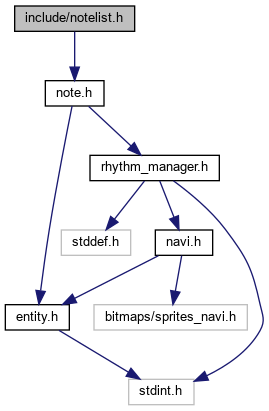 include/notelist.h
note.h
rhythm_manager.h
stddef.h
navi.h
entity.h
bitmaps/sprites_navi.h
stdint.h